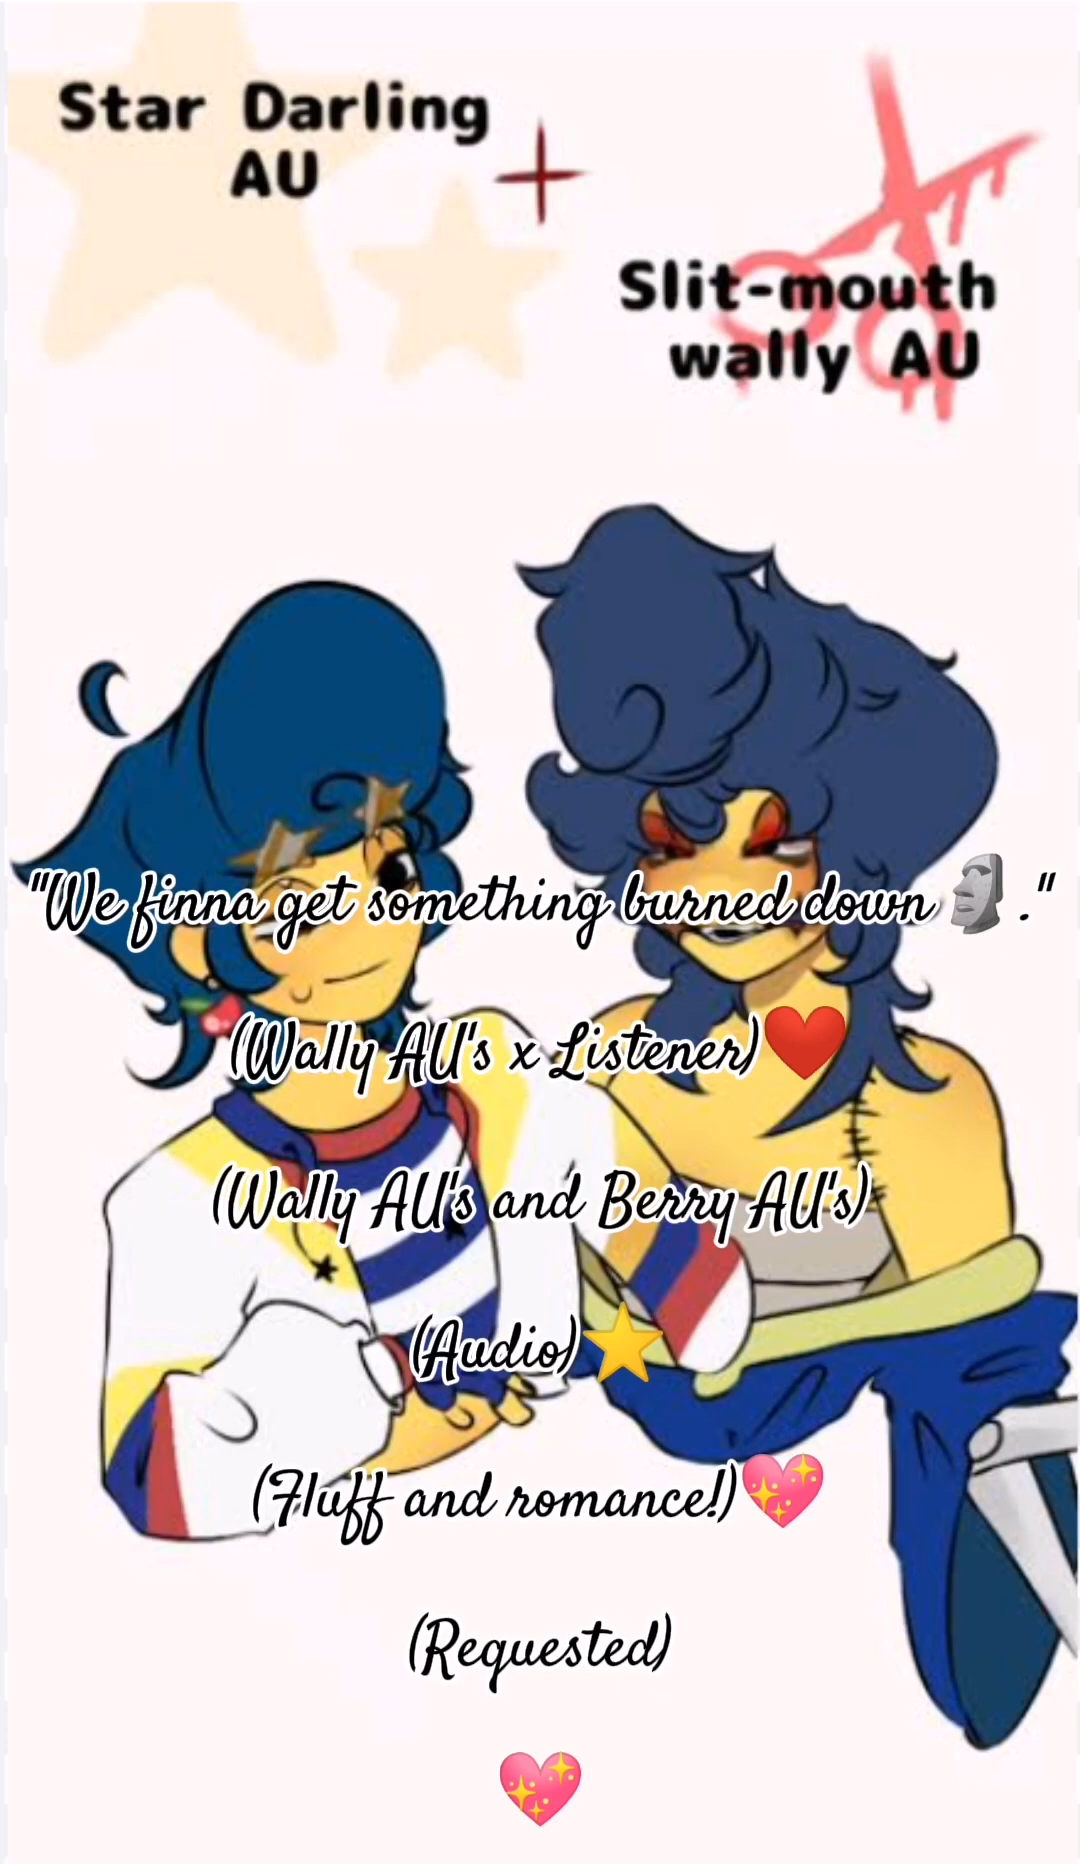 Star Darling
AU
Slit-mouth
wally AU
"We finna get something burned down 🗿."
(Wally AU's x Listener)❤️
(Wally AU's and Berry AU's)
(Audio)⭐
(Fluff and romance!)💖
(Requested)
💖